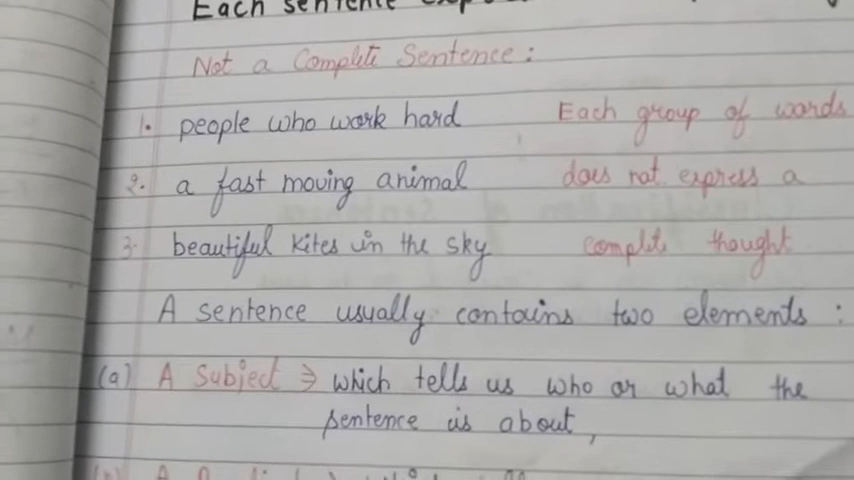 Each sentence
Not a Complete Sentence :
1. people who work hard Each group of words
2. a fast moving animal does not express a
3. beautiful kites in the sky complete thought
A sentence usually contains two elements :
(a) A Subject → which tells us who or what the
sentence is about,